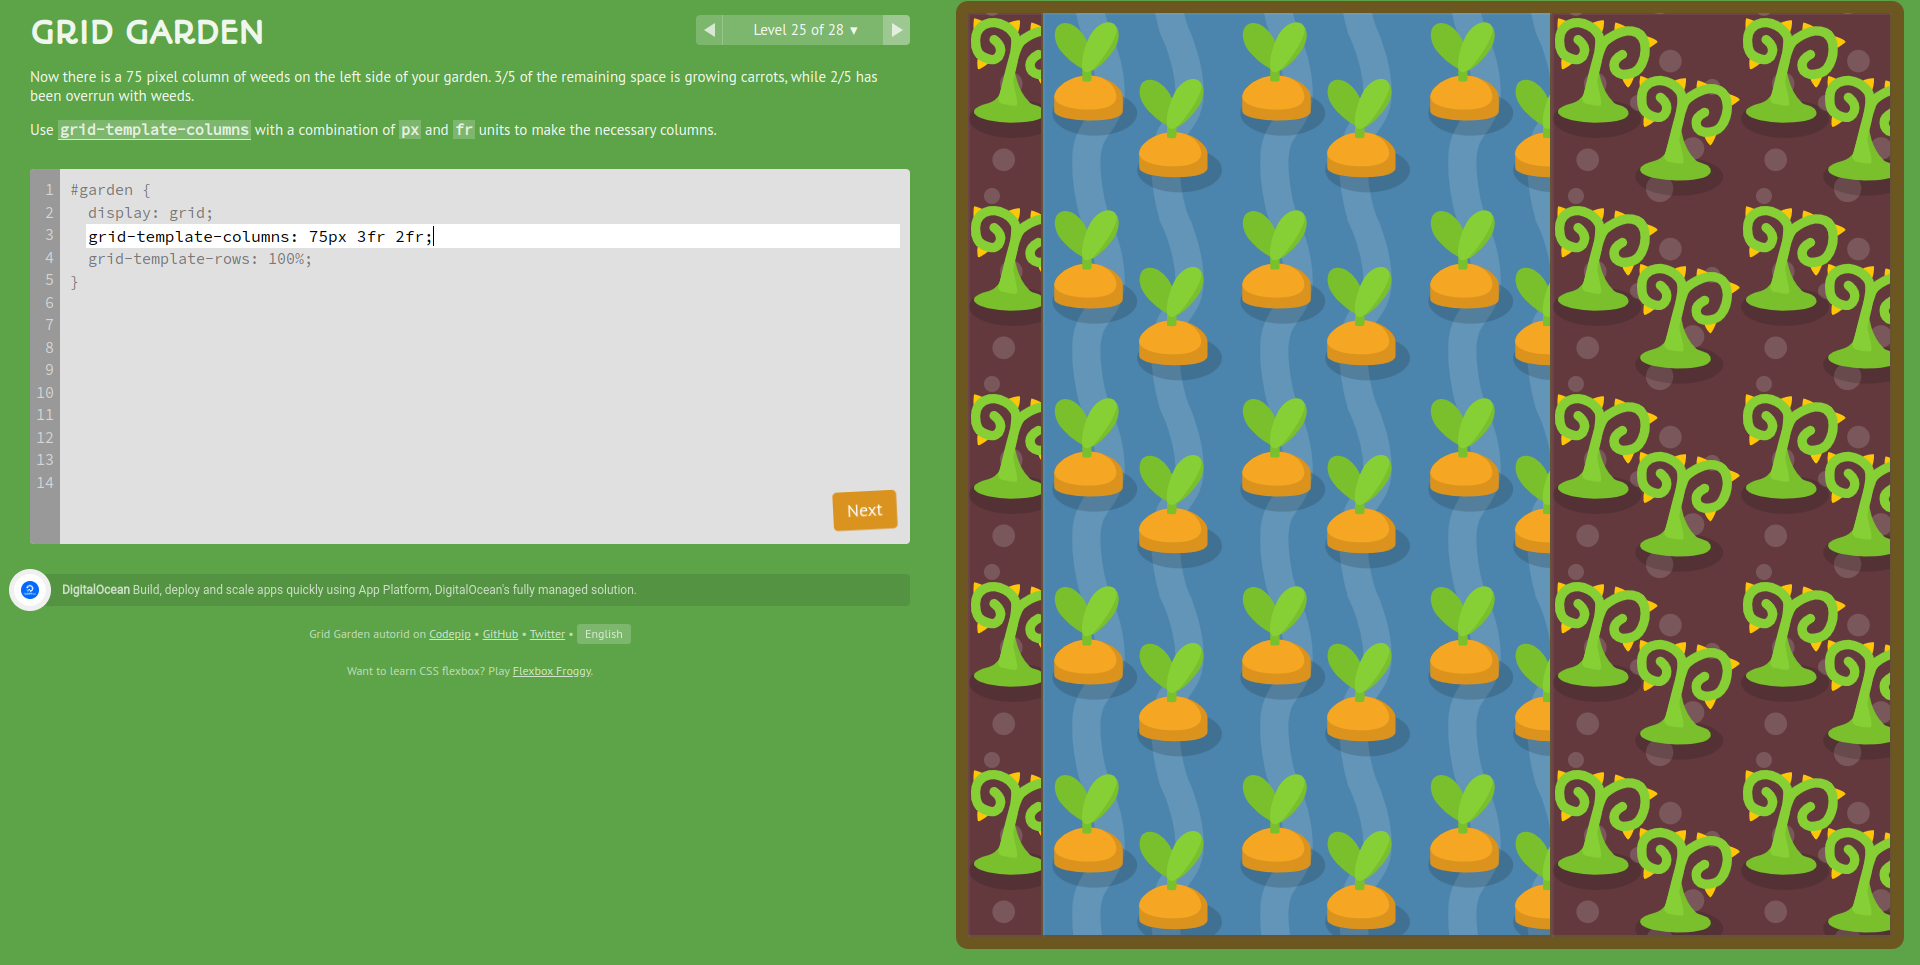 GRID GARDEN
◀ Level 25 of 28 ▾ ▶
Now there is a 75 pixel column of weeds on the left side of your garden. 3/5 of the remaining space is growing carrots, while 2/5 has
been overrun with weeds.
Use grid-template-columns with a combination of px and fr units to make the necessary columns.
1 #garden {
2 display: grid;
3 grid-template-columns: 75px 3fr 2fr;
4 grid-template-rows: 100%;
5 }
6
7
8
9
10
11
12
13
14
Next
DigitalOcean Build, deploy and scale apps quickly using App Platform, DigitalOcean's fully managed solution.
Grid Garden autorid on Codepip • GitHub • Twitter • English
Want to learn CSS flexbox? Play Flexbox Froggy.